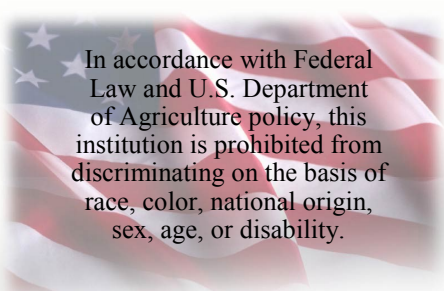 In accordance with Federal
Law and U.S. Department
of Agriculture policy, this
institution is prohibited from
discriminating on the basis of
race, color, national origin,
sex, age, or disability.